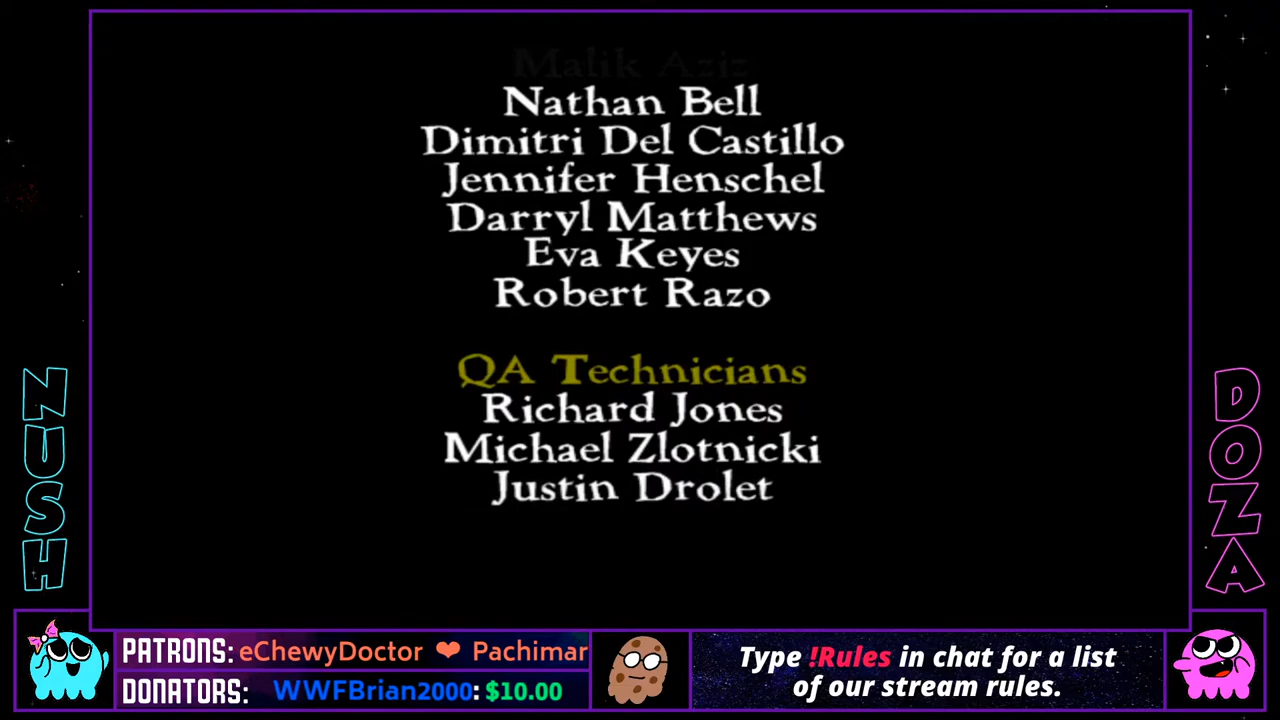 Malik Aziz
Nathan Bell
Dimitri Del Castillo
Jennifer Henschel
Darryl Matthews
Eva Keyes
Robert Razo
QA Technicians
Richard Jones
Michael Zlotnicki
Justin Drolet
NUSH
DOZA
PATRONS: eChewyDoctor ❤ Pachimar
DONATORS: WWFBrian2000: $10.00
Type !Rules in chat for a list
of our stream rules.